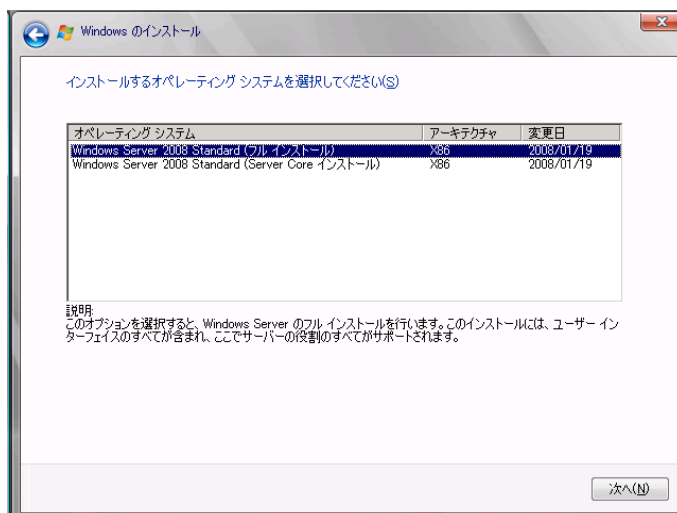 Windows のインストール
インストールするオペレーティング システムを選択してください(S)
オペレーティング システム アーキテクチャ 変更日
Windows Server 2008 Standard (フル インストール) X86 2008/01/19
Windows Server 2008 Standard (Server Core インストール) X86 2008/01/19
説明:
このオプションを選択すると、Windows Server のフル インストールを行います。このインストールには、ユーザー イン
ターフェイスのすべてが含まれ、ここでサーバーの役割のすべてがサポートされます。
次へ(N)